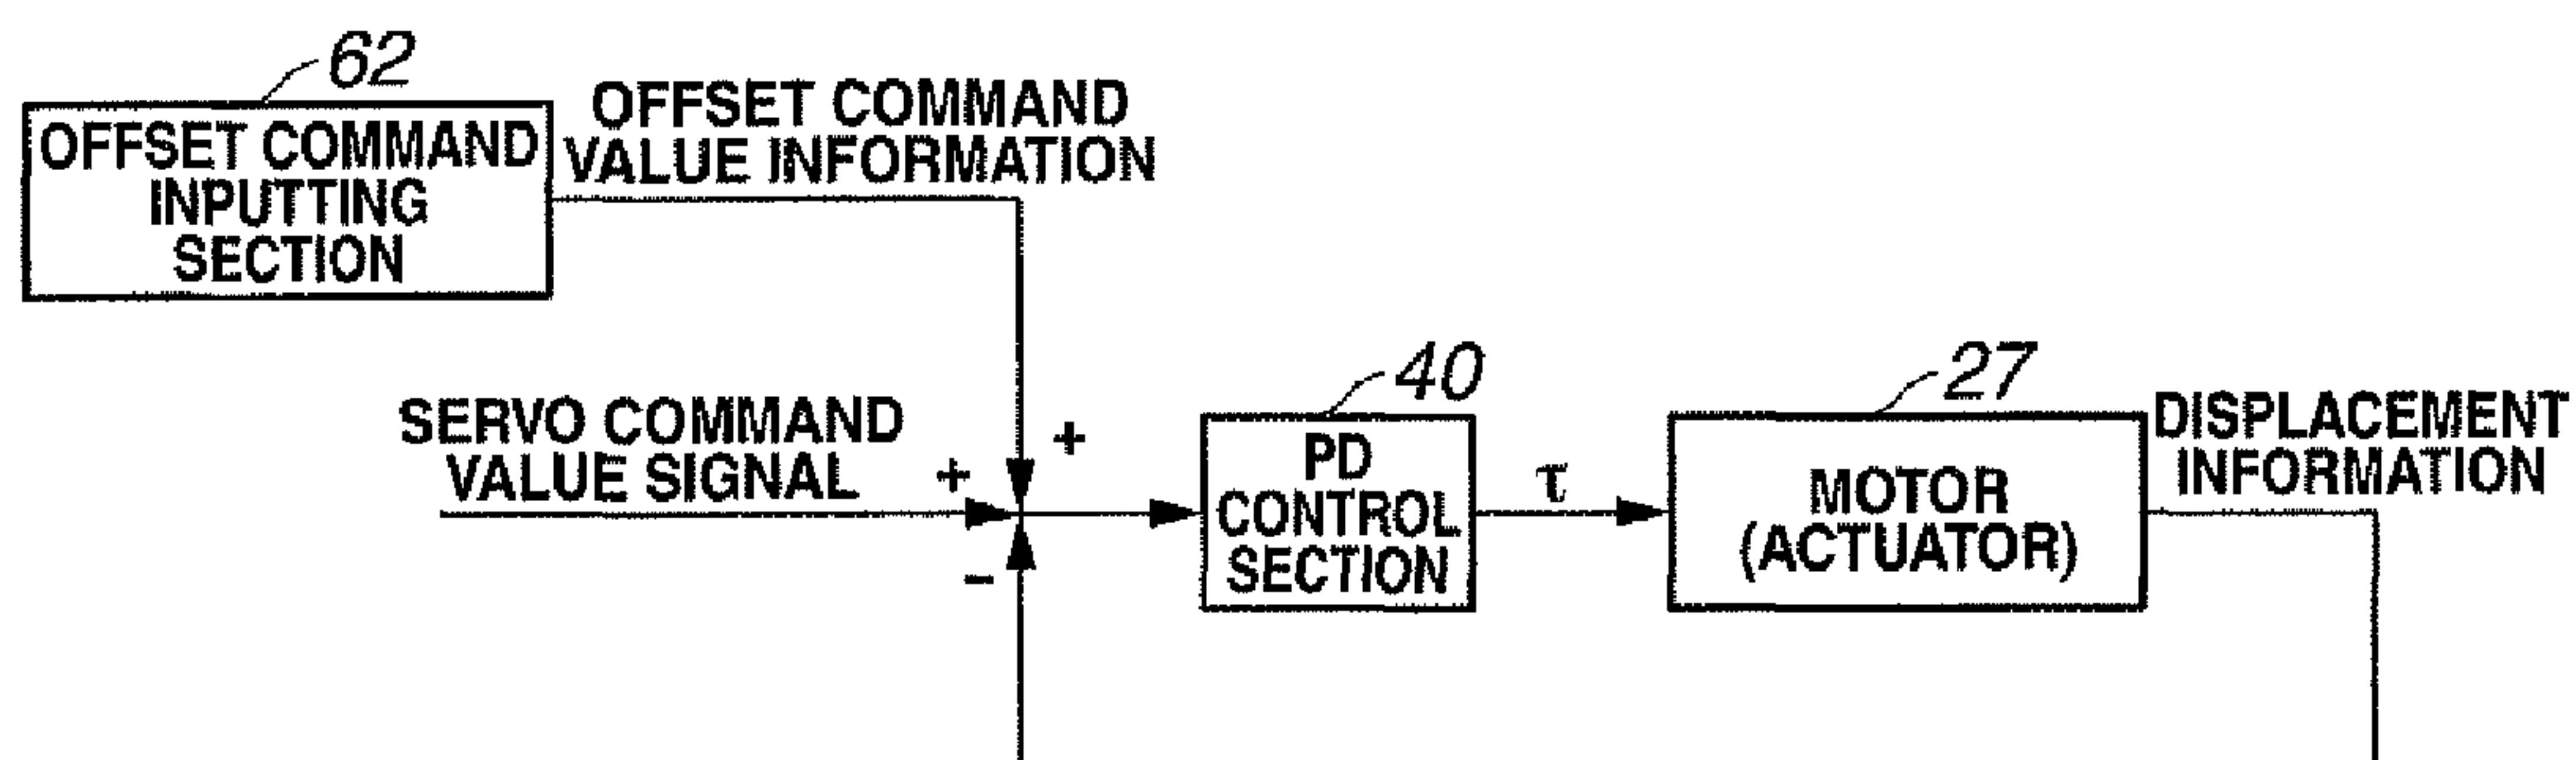 62
OFFSET COMMAND
INPUTTING
SECTION
OFFSET COMMAND
VALUE INFORMATION
SERVO COMMAND
VALUE SIGNAL
+
+
-
40
PD
CONTROL
SECTION
τ
27
MOTOR
(ACTUATOR)
DISPLACEMENT
INFORMATION